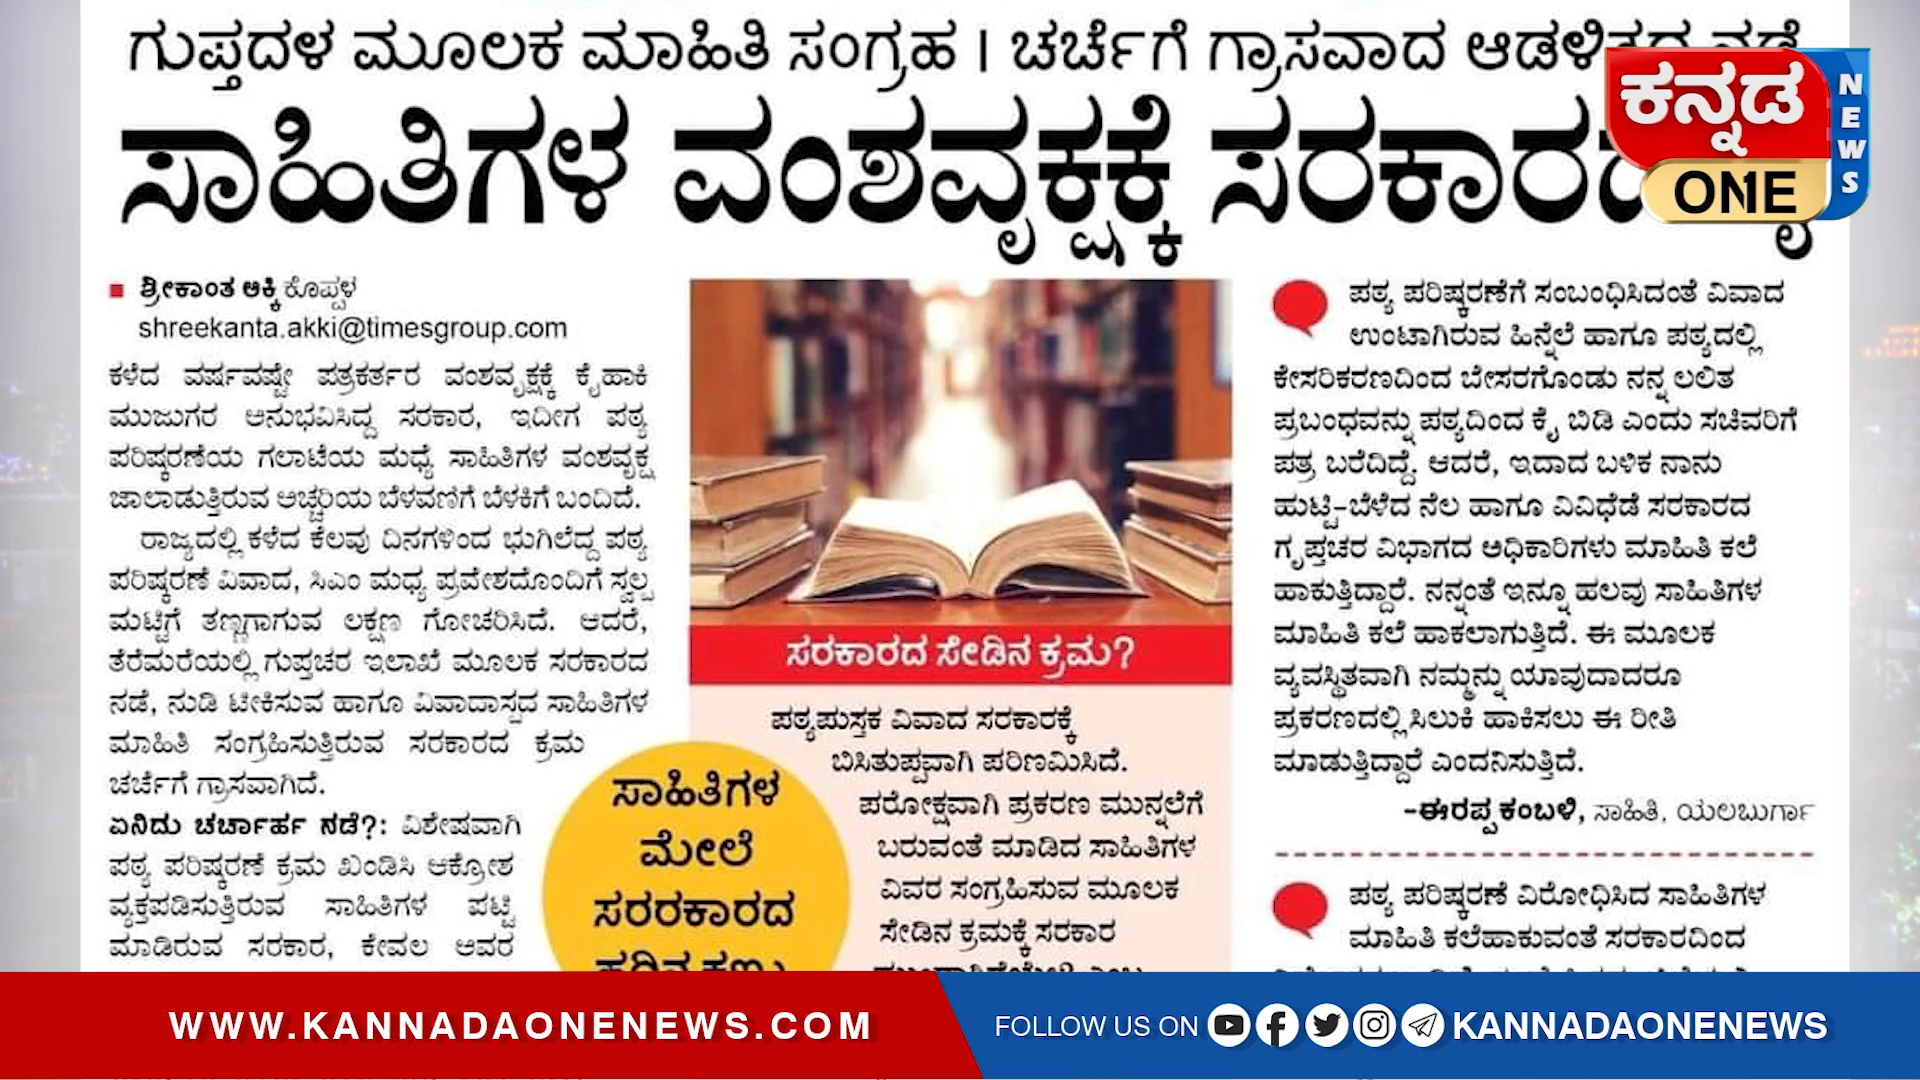 ಗುಪ್ತದಳ ಮೂಲಕ ಮಾಹಿತಿ ಸಂಗ್ರಹ । ಚರ್ಚೆಗೆ ಗ್ರಾಸವಾದ
ಸಾಹಿತಿಗಳ ವಂಶವೃಕ್ಷಕ್ಕೆ
ಕನ್ನಡ
NEWS
ONE
ಶ್ರೀಕಾಂತ ಅಕ್ಕಿ ಕೊಪ್ಪಳ
shreekanta.akki@timesgroup.com
ಕಳೆದ ವರ್ಷವಷ್ಟೇ ಪತ್ರಕರ್ತರ ವಂಶವೃಕ್ಷಕ್ಕೆ ಕೈಹಾಕಿ
ಮುಜುಗರ ಅನುಭವಿಸಿದ್ದ ಸರಕಾರ, ಇದೀಗ ಪಠ್ಯ
ಪರಿಷ್ಕರಣೆಯ ಗಲಾಟೆಯ ಮಧ್ಯೆ ಸಾಹಿತಿಗಳ ವಂಶವೃಕ್ಷ
ಜಾಲಾಡುತ್ತಿರುವ ಅಚ್ಚರಿಯ ಬೆಳವಣಿಗೆ ಬೆಳಕಿಗೆ ಬಂದಿದೆ.
ರಾಜ್ಯದಲ್ಲಿ ಕಳೆದ ಕೆಲವು ದಿನಗಳಿಂದ ಭುಗಿಲೆದ್ದ ಪಠ್ಯ
ಪರಿಷ್ಕರಣೆ ವಿವಾದ, ಸಿಎಂ ಮಧ್ಯ ಪ್ರವೇಶದೊಂದಿಗೆ ಸ್ವಲ್ಪ
ಮಟ್ಟಿಗೆ ತಣ್ಣಗಾಗುವ ಲಕ್ಷಣ ಗೋಚರಿಸಿದೆ. ಆದರೆ,
ತೆರೆಮರೆಯಲ್ಲಿ ಗುಪ್ತಚರ ಇಲಾಖೆ ಮೂಲಕ ಸರಕಾರದ
ನಡೆ, ನುಡಿ ಟೀಕಿಸುವ ಹಾಗೂ ವಿವಾದಾಸ್ಪದ ಸಾಹಿತಿಗಳ
ಮಾಹಿತಿ ಸಂಗ್ರಹಿಸುತ್ತಿರುವ ಸರಕಾರದ ಕ್ರಮ
ಚರ್ಚೆಗೆ ಗ್ರಾಸವಾಗಿದೆ.
ಏನಿದು ಚರ್ಚಾರ್ಹ ನಡೆ?: ವಿಶೇಷವಾಗಿ
ಪಠ್ಯ ಪರಿಷ್ಕರಣೆ ಕ್ರಮ ಖಂಡಿಸಿ ಆಕ್ರೋಶ
ವ್ಯಕ್ತಪಡಿಸುತ್ತಿರುವ ಸಾಹಿತಿಗಳ ಪಟ್ಟಿ
ಮಾಡಿರುವ ಸರಕಾರ, ಕೇವಲ ಅವರ
ಸರಕಾರದ ಸೇಡಿನ ಕ್ರಮ?
ಪಠ್ಯಪುಸ್ತಕ ವಿವಾದ ಸರಕಾರಕ್ಕೆ
ಬಿಸಿತುಪ್ಪವಾಗಿ ಪರಿಣಮಿಸಿದೆ.
ಪರೋಕ್ಷವಾಗಿ ಪ್ರಕರಣ ಮುನ್ನಲೆಗೆ
ಬರುವಂತೆ ಮಾಡಿದ ಸಾಹಿತಿಗಳ
ವಿವರ ಸಂಗ್ರಹಿಸುವ ಮೂಲಕ
ಸೇಡಿನ ಕ್ರಮಕ್ಕೆ ಸರಕಾರ
ಸಾಹಿತಿಗಳ
ಮೇಲೆ
ಸರರಕಾರದ
ಪಠ್ಯ ಪರಿಷ್ಕರಣೆಗೆ ಸಂಬಂಧಿಸಿದಂತೆ ವಿವಾದ
ಉಂಟಾಗಿರುವ ಹಿನ್ನೆಲೆ ಹಾಗೂ ಪಠ್ಯದಲ್ಲಿ
ಕೇಸರಿಕರಣದಿಂದ ಬೇಸರಗೊಂಡು ನನ್ನ ಲಲಿತ
ಪ್ರಬಂಧವನ್ನು ಪಠ್ಯದಿಂದ ಕೈ ಬಿಡಿ ಎಂದು ಸಚಿವರಿಗೆ
ಪತ್ರ ಬರೆದಿದ್ದೆ. ಆದರೆ, ಇದಾದ ಬಳಿಕ ನಾನು
ಹುಟ್ಟಿ-ಬೆಳೆದ ನೆಲ ಹಾಗೂ ವಿವಿಧೆಡೆ ಸರಕಾರದ
ಗೃಪ್ತಚರ ವಿಭಾಗದ ಅಧಿಕಾರಿಗಳು ಮಾಹಿತಿ ಕಲೆ
ಹಾಕುತ್ತಿದ್ದಾರೆ. ನನ್ನಂತೆ ಇನ್ನೂ ಹಲವು ಸಾಹಿತಿಗಳ
ಮಾಹಿತಿ ಕಲೆ ಹಾಕಲಾಗುತ್ತಿದೆ. ಈ ಮೂಲಕ
ವ್ಯವಸ್ಥಿತವಾಗಿ ನಮ್ಮನ್ನು ಯಾವುದಾದರೂ
ಪ್ರಕರಣದಲ್ಲಿ ಸಿಲುಕಿ ಹಾಕಿಸಲು ಈ ರೀತಿ
ಮಾಡುತ್ತಿದ್ದಾರೆ ಎಂದನಿಸುತ್ತಿದೆ.
-ಈರಪ್ಪ ಕಂಬಳಿ, ಸಾಹಿತಿ, ಯಲಬುರ್ಗಾ
ಪಠ್ಯ ಪರಿಷ್ಕರಣೆ ವಿರೋಧಿಸಿದ ಸಾಹಿತಿಗಳ
ಮಾಹಿತಿ ಕಲೆಹಾಕುವಂತೆ ಸರಕಾರದಿಂದ
WWW.KANNADAONENEWS.COM
FOLLOW US ON KANNADAONENEWS